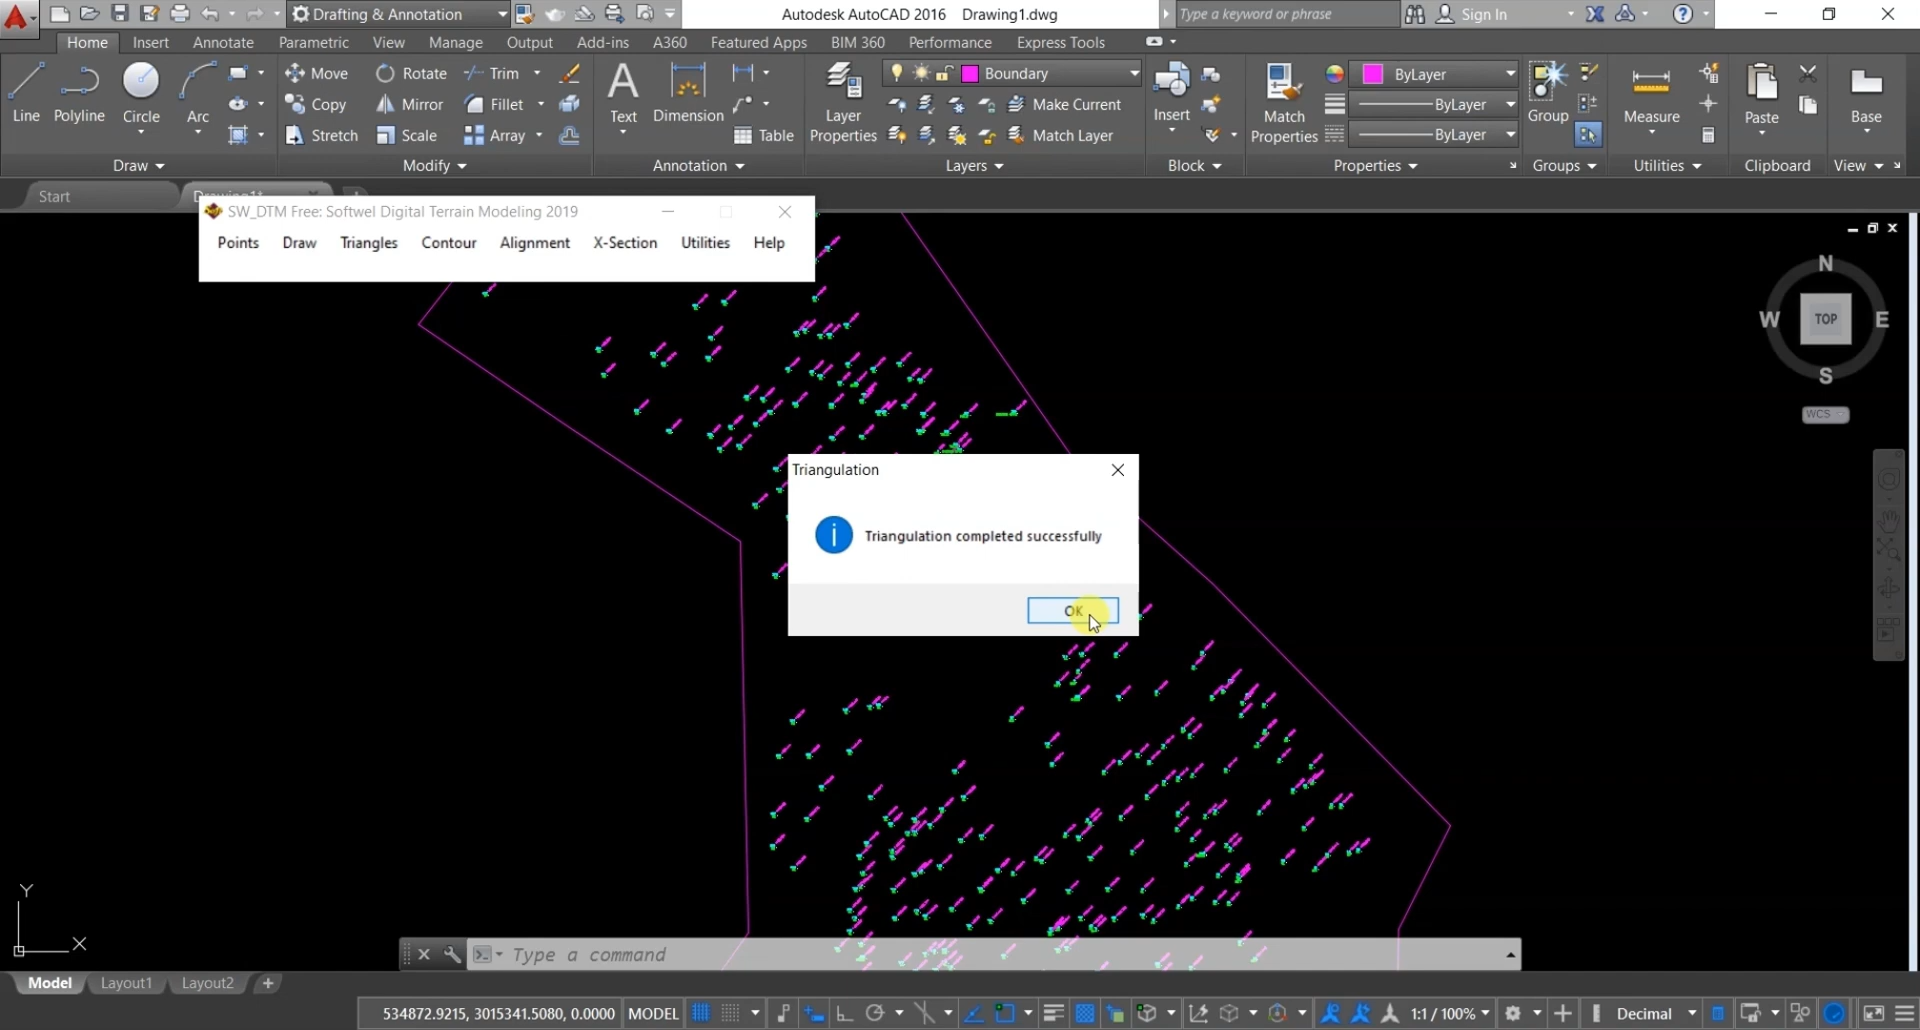 Drafting & Annotation
Autodesk AutoCAD 2016 Drawing1.dwg
Type a keyword or phrase
Sign In
Home Insert Annotate Parametric View Manage Output Add-ins A360 Featured Apps BIM 360 Performance Express Tools
Line Polyline Circle Arc
Move Rotate Trim
Copy Mirror Fillet
Stretch Scale Array
Text Dimension Table
Layer Properties
Boundary
Make Current
Match Layer
Insert
Match Properties
ByLayer
ByLayer
ByLayer
Group
Measure
Paste
Base
Draw Modify Annotation Layers Block Properties Groups Utilities Clipboard View
Start
SW_DTM Free: Softwel Digital Terrain Modeling 2019
Points Draw Triangles Contour Alignment X-Section Utilities Help
N
W TOP E
S
WCS
Triangulation
Triangulation completed successfully
OK
Y
X
Type a command
Model Layout1 Layout2
534872.9215, 3015341.5080, 0.0000 MODEL 1:1 / 100% Decimal